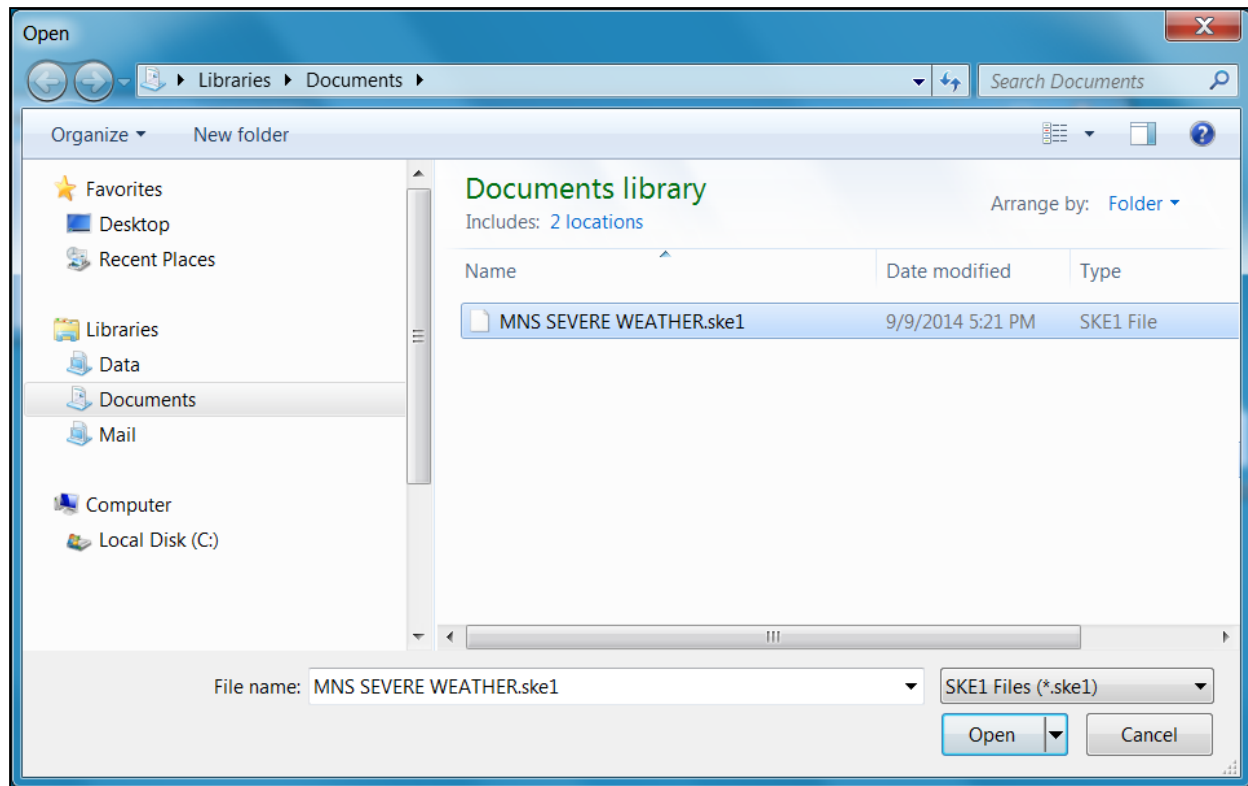 Open
Libraries Documents
Search Documents
Organize New folder
Favorites
Desktop
Recent Places
Libraries
Data
Documents
Mail
Computer
Local Disk (C:)
Documents library
Includes: 2 locations
Arrange by: Folder
Name Date modified Type
MNS SEVERE WEATHER.ske1 9/9/2014 5:21 PM SKE1 File
File name: MNS SEVERE WEATHER.ske1 SKE1 Files (*.ske1)
Open Cancel